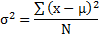 σ² = ∑(x − μ)² / N